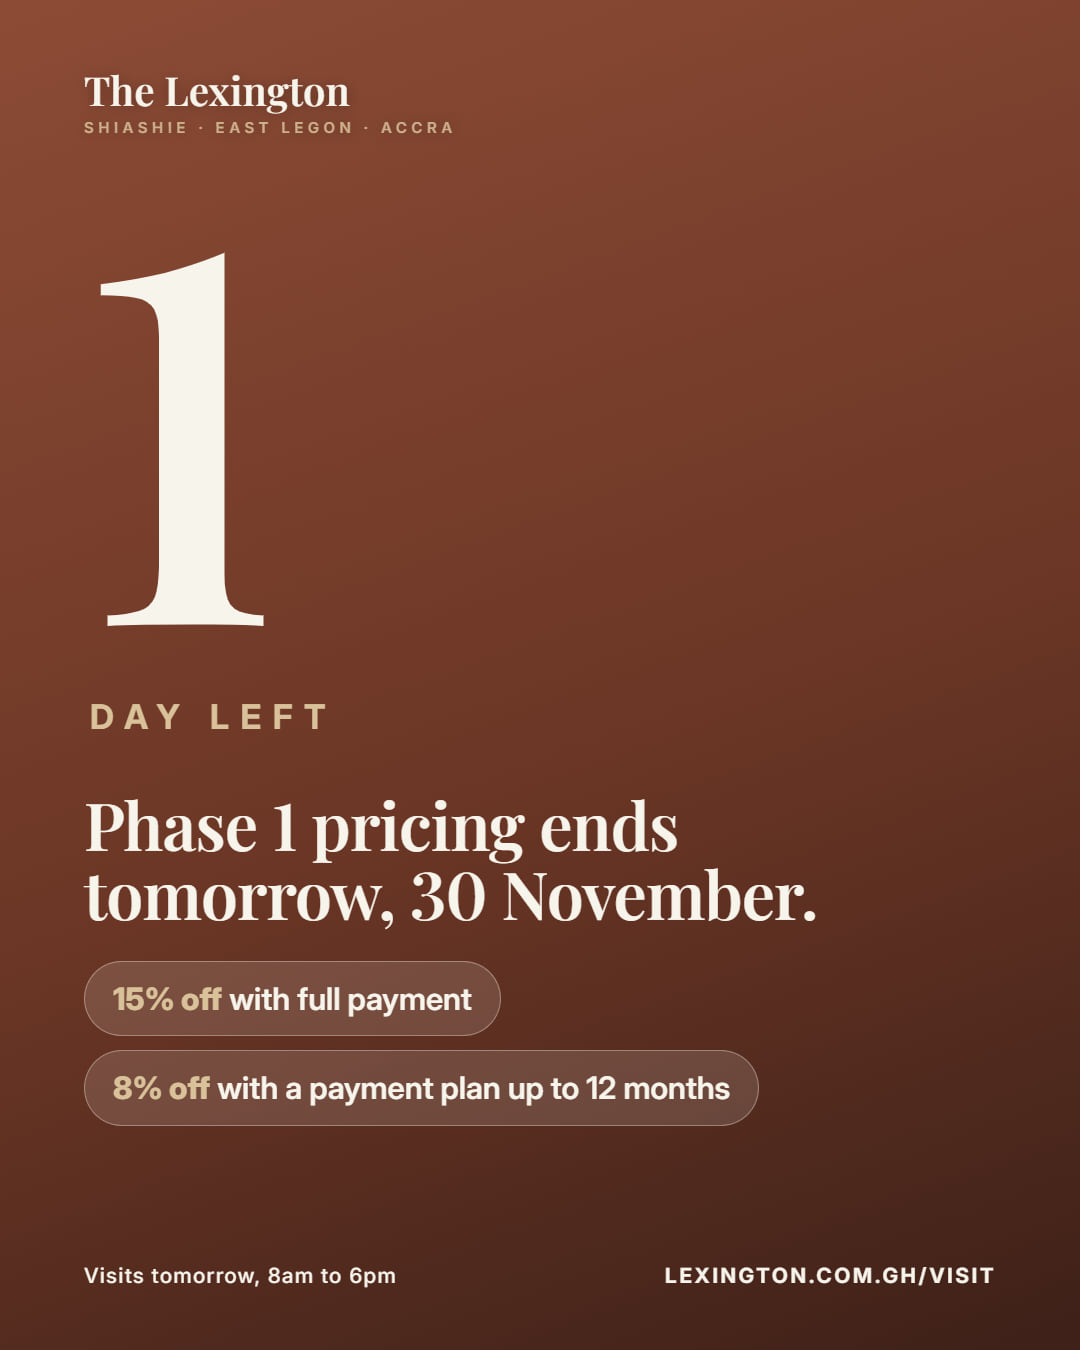 The Lexington
SHIASHIE · EAST LEGON · ACCRA
1
DAY LEFT
Phase 1 pricing ends
tomorrow, 30 November.
15% off with full payment
8% off with a payment plan up to 12 months
Visits tomorrow, 8am to 6pm
LEXINGTON.COM.GH/VISIT